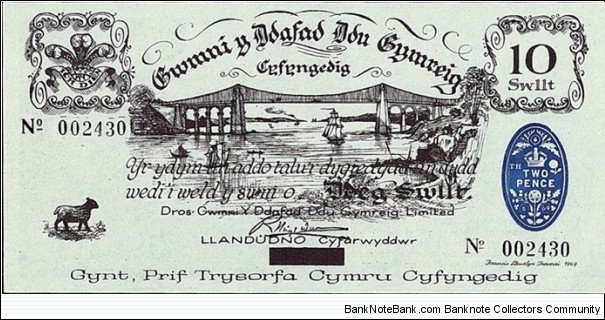 Gwmni y Ddafad Ddu Gymreig
Cyfyngedig
10
Swllt
Nº 002430
Yr ydym yn addo talu'r dygiedydd ar y dydd
wedi'i weld y swm o Deg Swllt.
TH
TWO
PENCE
Dros Gwmni Y Ddafad Ddu Gymreig Limited
LLANDUDNO Cyfarwyddwr
Nº 002430
Gynt, Prif Trysorfa Cymru Cyfyngedig
BankNoteBank.com Banknote Collectors Community